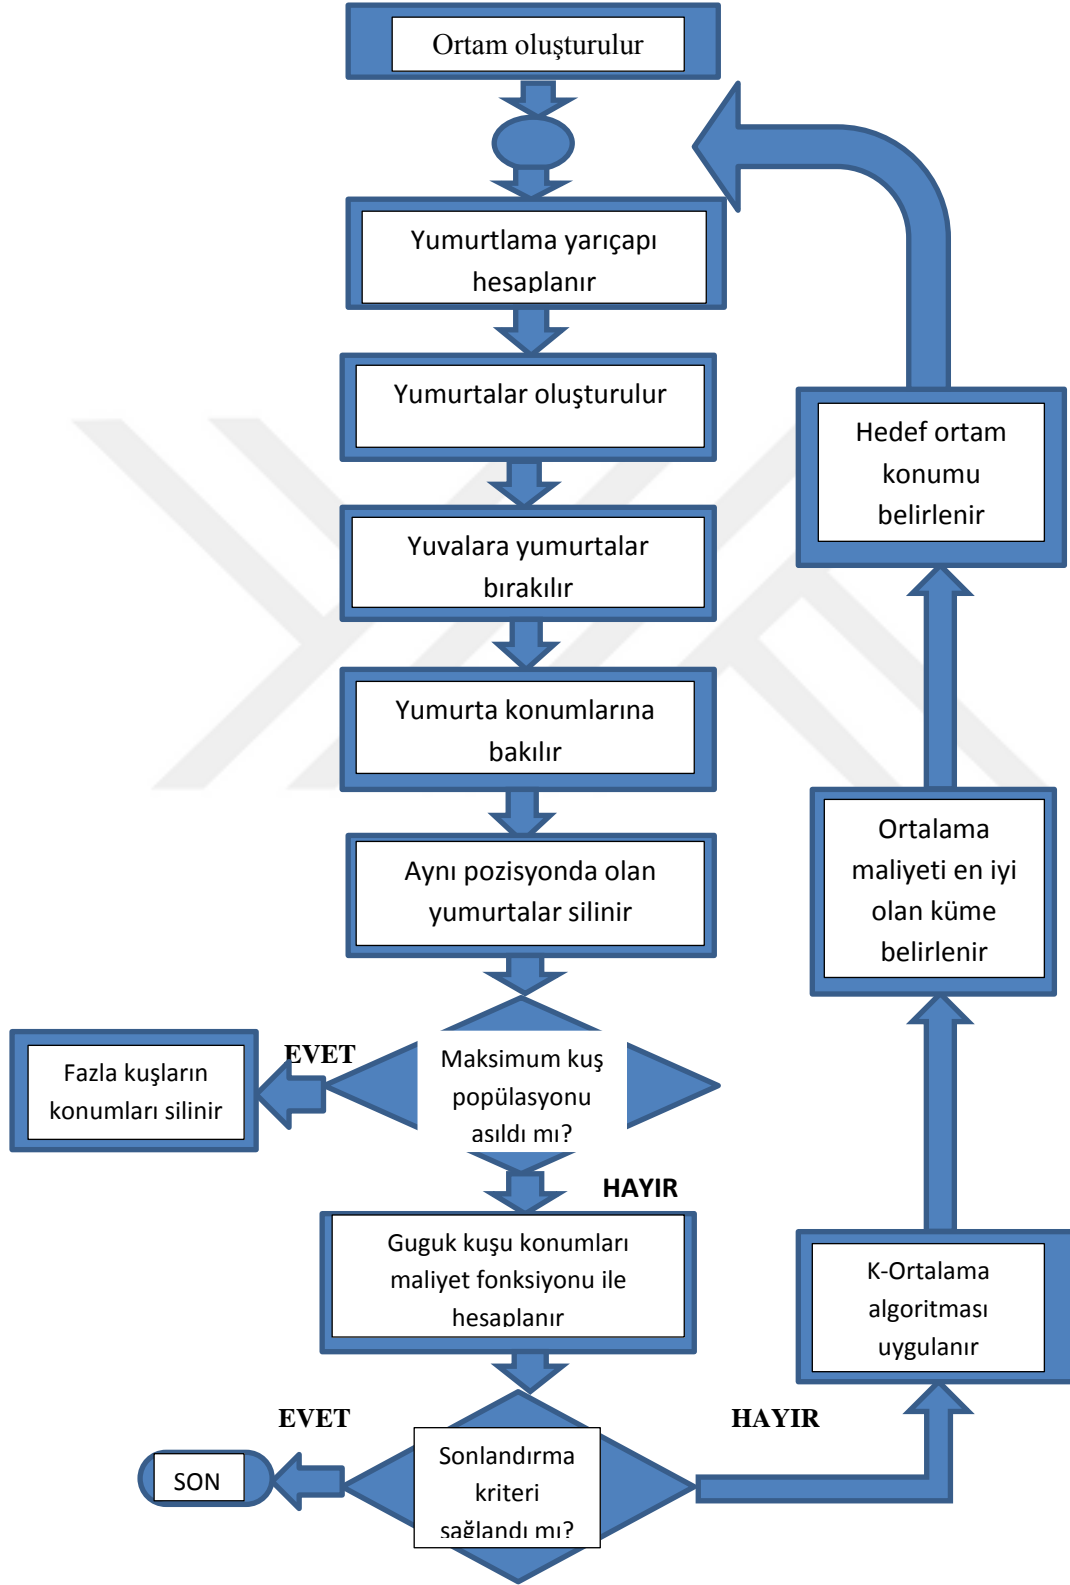 Ortam oluşturulur
Yumurtlama yarıçapı
hesaplanır
Yumurtalar oluşturulur
Yuvalara yumurtalar
bırakılır
Yumurta konumlarına
bakılır
Aynı pozisyonda olan
yumurtalar silinir
Maksimum kuş
popülasyonu
asıldı mı?
EVET
Fazla kuşların
konumları silinir
HAYIR
Guguk kuşu konumları
maliyet fonksiyonu ile
hesaplanır
Sonlandırma
kriteri
sağlandı mı?
EVET
SON
HAYIR
K-Ortalama
algoritması
uygulanır
Ortalama
maliyeti en iyi
olan küme
belirlenir
Hedef ortam
konumu
belirlenir